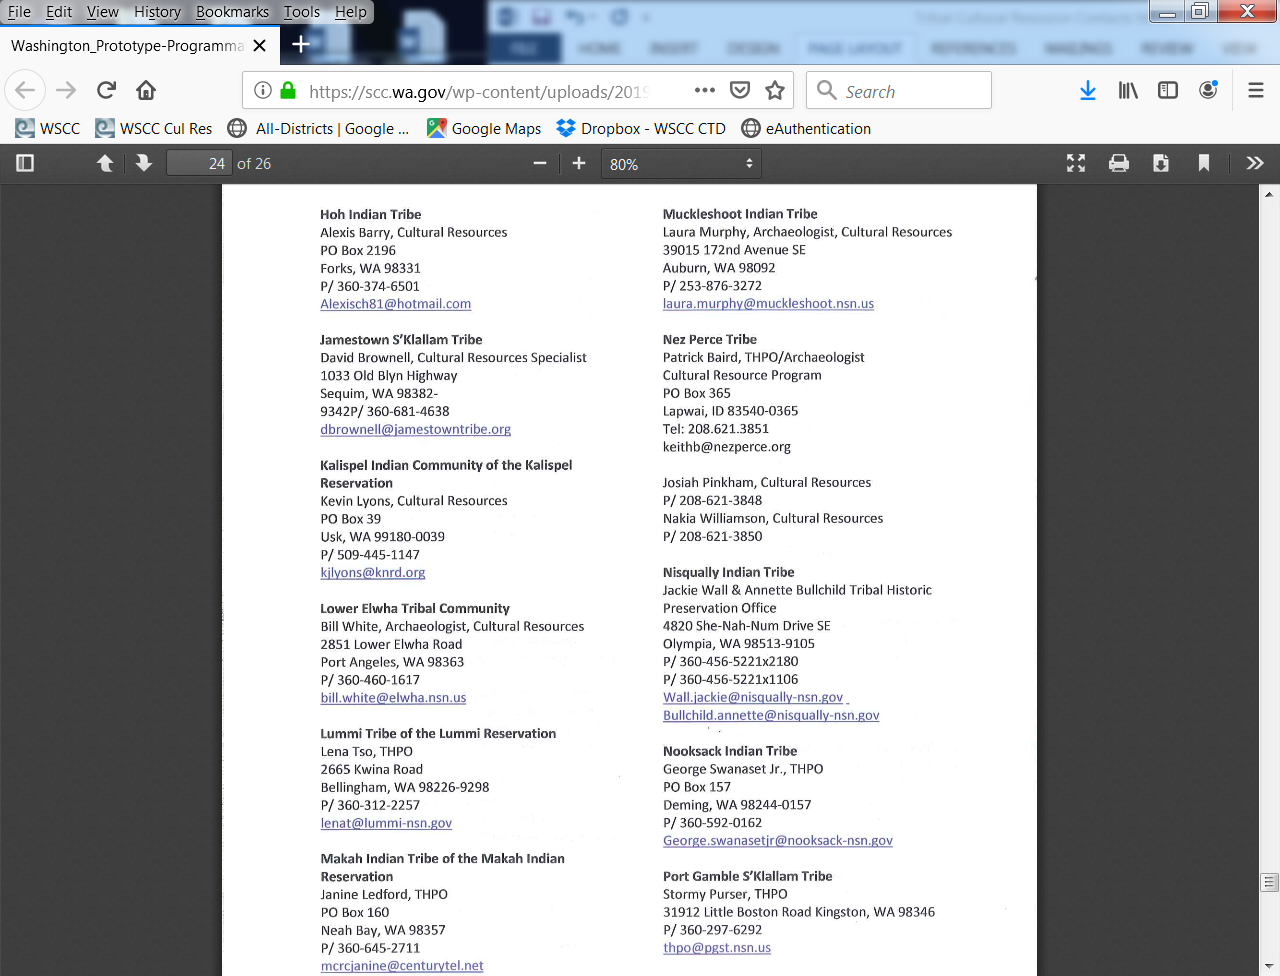 File Edit View History Bookmarks Tools Help
FILE HOME INSERT DESIGN PAGE LAYOUT REFERENCES MAILINGS REVIEW VIEW
Washington_Prototype-Programma
https://scc.wa.gov/wp-content/uploads/2019
Search
WSCC WSCC Cul Res All-Districts | Google ... Google Maps Dropbox - WSCC CTD eAuthentication
24 of 26 80%
Hoh Indian Tribe
Alexis Barry, Cultural Resources
PO Box 2196
Forks, WA 98331
P/ 360-374-6501
Alexisch81@hotmail.com
Jamestown S’Klallam Tribe
David Brownell, Cultural Resources Specialist
1033 Old Blyn Highway
Sequim, WA 98382-
9342P/ 360-681-4638
dbrownell@jamestowntribe.org
Kalispel Indian Community of the Kalispel
Reservation
Kevin Lyons, Cultural Resources
PO Box 39
Usk, WA 99180-0039
P/ 509-445-1147
kjlyons@knrd.org
Lower Elwha Tribal Community
Bill White, Archaeologist, Cultural Resources
2851 Lower Elwha Road
Port Angeles, WA 98363
P/ 360-460-1617
bill.white@elwha.nsn.us
Lummi Tribe of the Lummi Reservation
Lena Tso, THPO
2665 Kwina Road
Bellingham, WA 98226-9298
P/ 360-312-2257
lenat@lummi-nsn.gov
Makah Indian Tribe of the Makah Indian
Reservation
Janine Ledford, THPO
PO Box 160
Neah Bay, WA 98357
P/ 360-645-2711
mcrcjanine@centurytel.net
Muckleshoot Indian Tribe
Laura Murphy, Archaeologist, Cultural Resources
39015 172nd Avenue SE
Auburn, WA 98092
P/ 253-876-3272
laura.murphy@muckleshoot.nsn.us
Nez Perce Tribe
Patrick Baird, THPO/Archaeologist
Cultural Resource Program
PO Box 365
Lapwai, ID 83540-0365
Tel: 208.621.3851
keithb@nezperce.org
Josiah Pinkham, Cultural Resources
P/ 208-621-3848
Nakia Williamson, Cultural Resources
P/ 208-621-3850
Nisqually Indian Tribe
Jackie Wall & Annette Bullchild Tribal Historic
Preservation Office
4820 She-Nah-Num Drive SE
Olympia, WA 98513-9105
P/ 360-456-5221x2180
P/ 360-456-5221x1106
Wall.jackie@nisqually-nsn.gov
Bullchild.annette@nisqually-nsn.gov
Nooksack Indian Tribe
George Swanaset Jr., THPO
PO Box 157
Deming, WA 98244-0157
P/ 360-592-0162
George.swanasetjr@nooksack-nsn.gov
Port Gamble S’Klallam Tribe
Stormy Purser, THPO
31912 Little Boston Road Kingston, WA 98346
P/ 360-297-6292
thpo@pgst.nsn.us